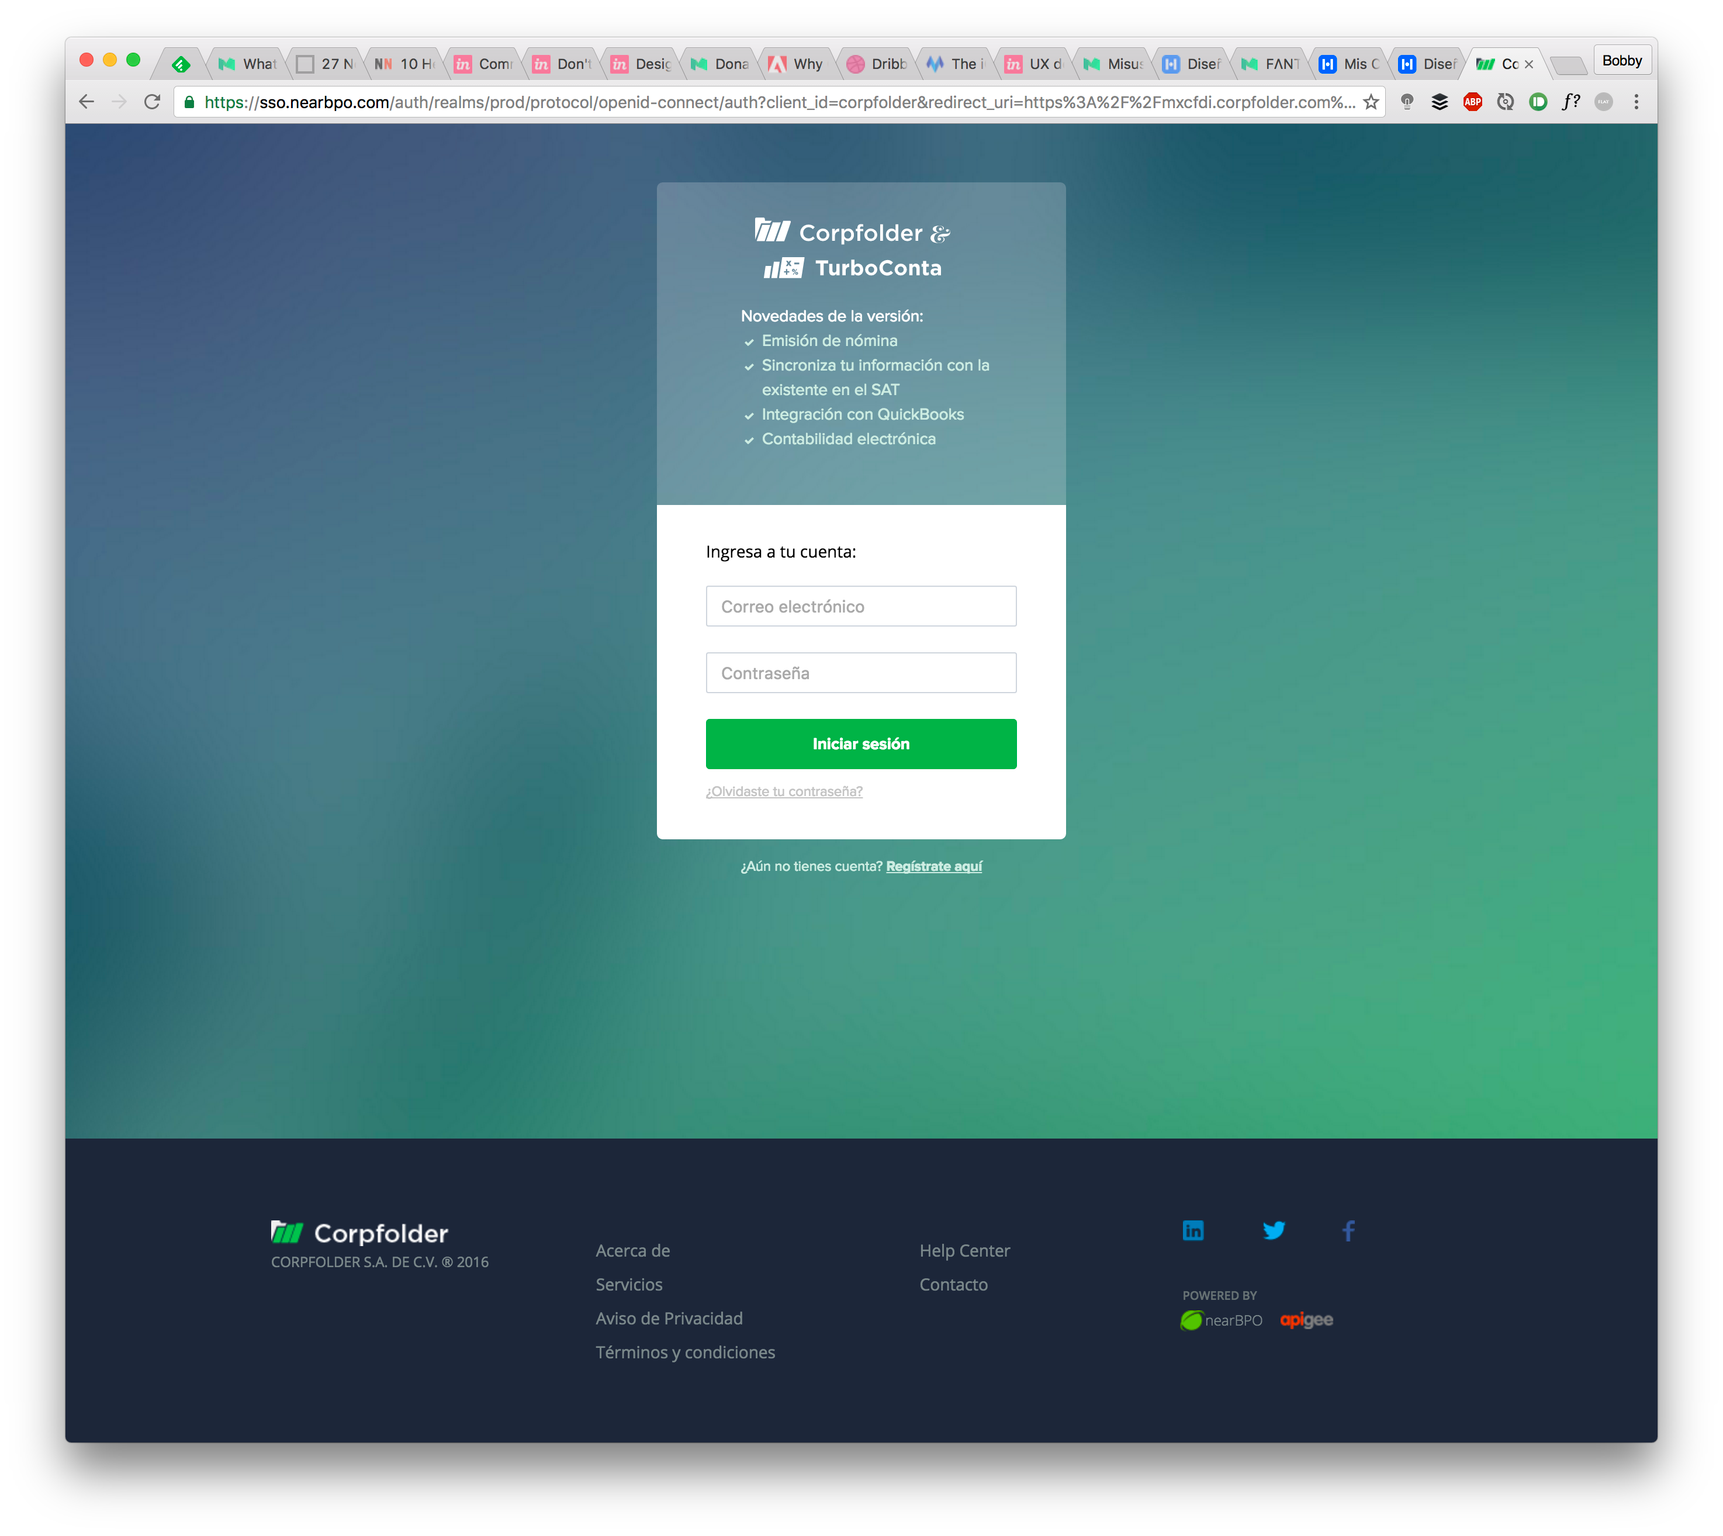 What
27 N
10 H
Com
Don't
Desig
Dona
Why
Dribb
The i
UX d
Misus
Diseñ
FANT
Mis C
Diseñ
Co
Bobby
https://sso.nearbpo.com/auth/realms/prod/protocol/openid-connect/auth?client_id=corpfolder&redirect_uri=https%3A%2F%2Fmxcfdi.corpfolder.com%...
ABP
f?
Corpfolder &
TurboConta
Novedades de la versión:
Emisión de nómina
Sincroniza tu información con la
existente en el SAT
Integración con QuickBooks
Contabilidad electrónica
Ingresa a tu cuenta:
Correo electrónico
Contraseña
Iniciar sesión
¿Olvidaste tu contraseña?
¿Aún no tienes cuenta? Regístrate aquí
Corpfolder
CORPFOLDER S.A. DE C.V. ® 2016
Acerca de
Servicios
Aviso de Privacidad
Términos y condiciones
Help Center
Contacto
POWERED BY
nearBPO apigee